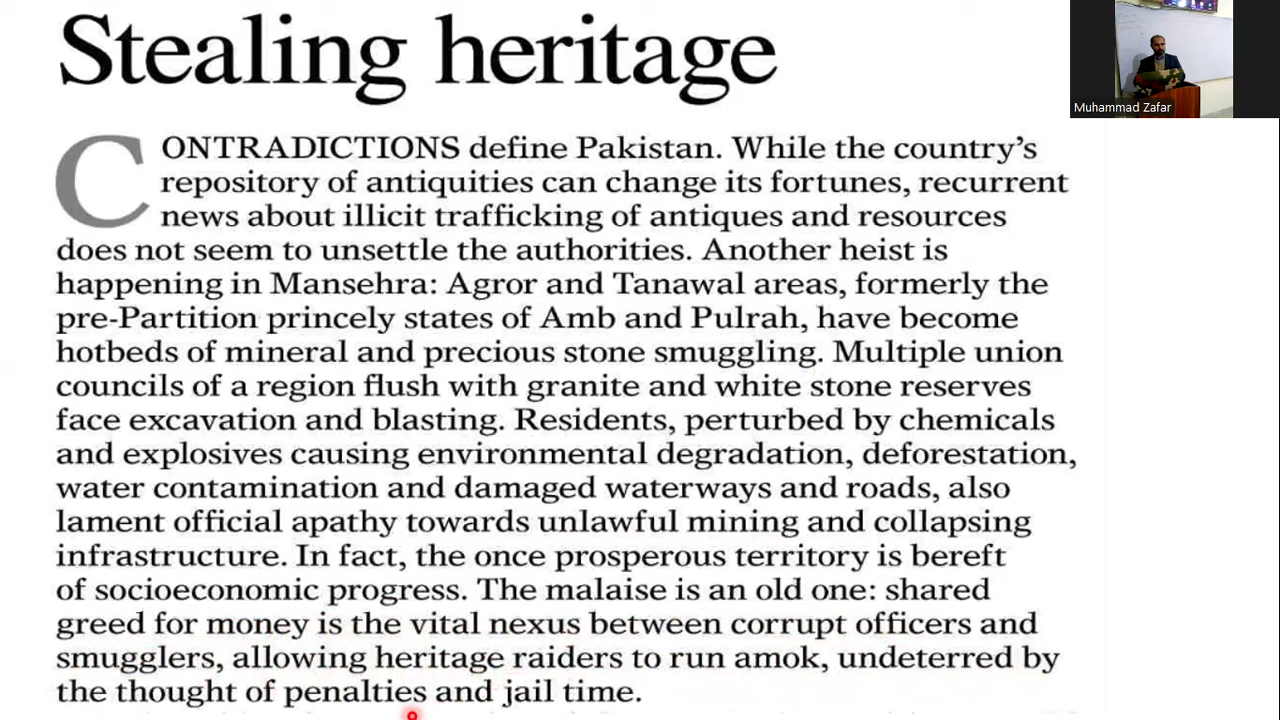 Stealing heritage
CONTRADICTIONS define Pakistan. While the country's
repository of antiquities can change its fortunes, recurrent
news about illicit trafficking of antiques and resources
does not seem to unsettle the authorities. Another heist is
happening in Mansehra: Agror and Tanawal areas, formerly the
pre-Partition princely states of Amb and Pulrah, have become
hotbeds of mineral and precious stone smuggling. Multiple union
councils of a region flush with granite and white stone reserves
face excavation and blasting. Residents, perturbed by chemicals
and explosives causing environmental degradation, deforestation,
water contamination and damaged waterways and roads, also
lament official apathy towards unlawful mining and collapsing
infrastructure. In fact, the once prosperous territory is bereft
of socioeconomic progress. The malaise is an old one: shared
greed for money is the vital nexus between corrupt officers and
smugglers, allowing heritage raiders to run amok, undeterred by
the thought of penalties and jail time.
Muhammad Zafar